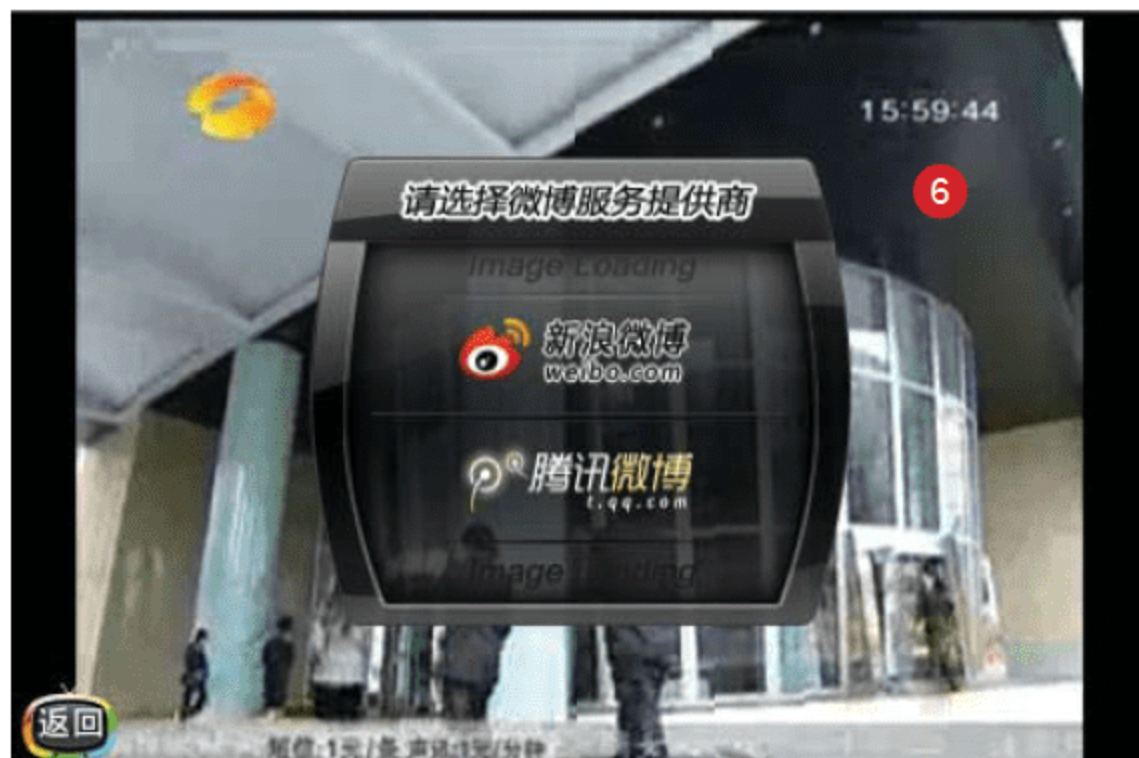 15:59:44
6
请选择微博服务提供商
Image Loading
新浪微博
weibo.com
腾讯微博
t.qq.com
Image Loading
返回
短信:1元/条 声讯:1元/分钟